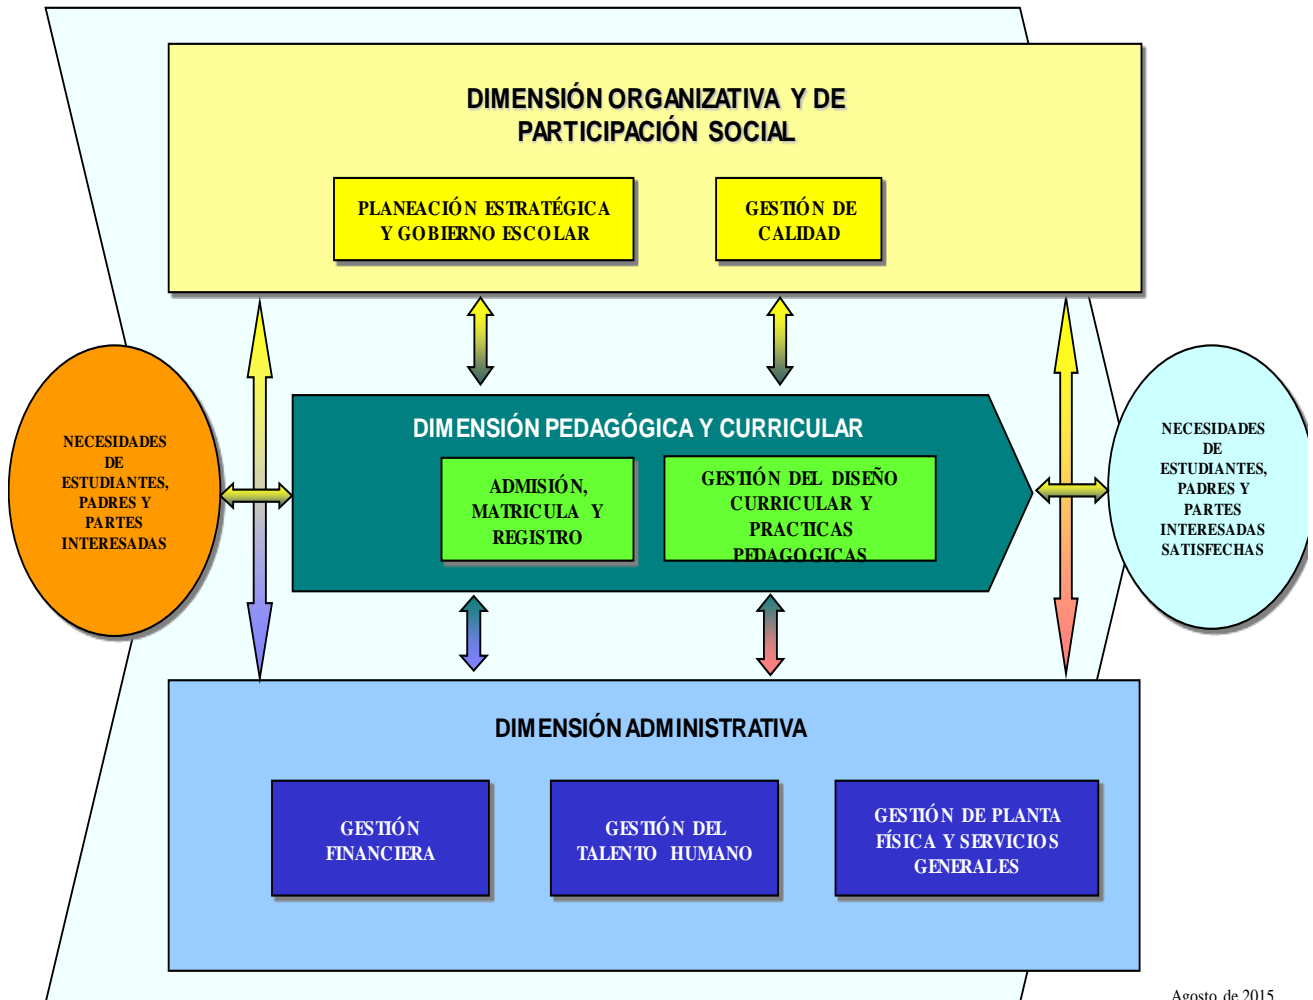 DIMENSIÓN ORGANIZATIVA Y DE
PARTICIPACIÓN SOCIAL
PLANEACIÓN ESTRATÉGICA
Y GOBIERNO ESCOLAR
GESTIÓN DE
CALIDAD
NECESIDADES
DE
ESTUDIANTES,
PADRES Y
PARTES
INTERESADAS
DIMENSIÓN PEDAGÓGICA Y CURRICULAR
ADMISIÓN,
MATRICULA Y
REGISTRO
GESTIÓN DEL DISEÑO
CURRICULAR Y
PRACTICAS
PEDAGOGICAS
NECESIDADES
DE
ESTUDIANTES,
PADRES Y
PARTES
INTERESADAS
SATISFECHAS
DIMENSIÓN ADMINISTRATIVA
GESTIÓN
FINANCIERA
GESTIÓN DEL
TALENTO HUMANO
GESTIÓN DE PLANTA
FÍSICA Y SERVICIOS
GENERALES
Agosto de 2015